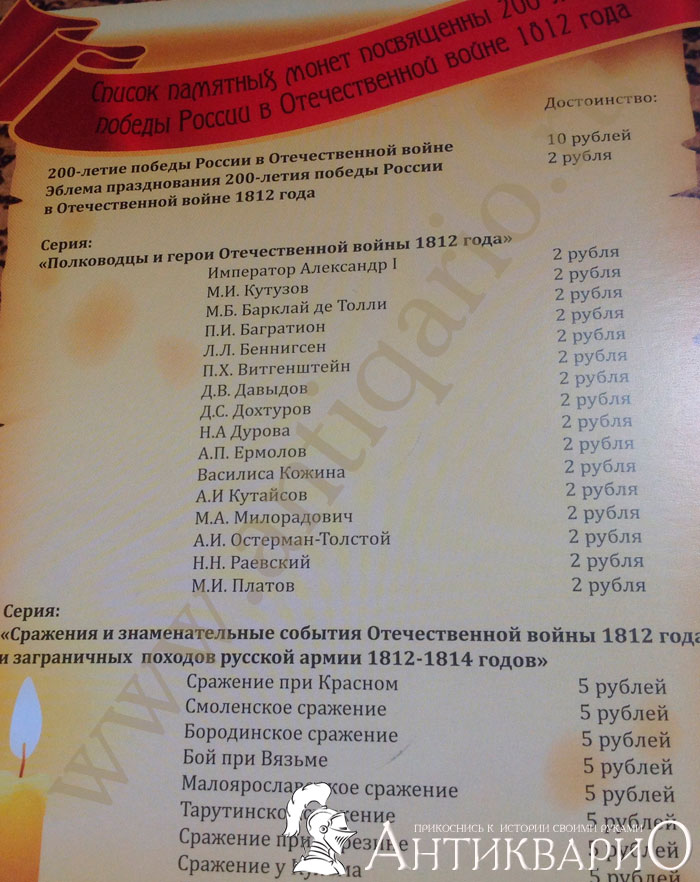 Список памятных монет посвященны 200
победы России в Отечественной войне 1812 года
Достоинство:
200-летие победы России в Отечественной войне 10 рублей
Эблема празднования 200-летия победы России 2 рубля
в Отечественной войне 1812 года
Серия:
«Полководцы и герои Отечественной войны 1812 года»
Император Александр I 2 рубля
М.И. Кутузов 2 рубля
М.Б. Барклай де Толли 2 рубля
П.И. Багратион 2 рубля
Л.Л. Беннигсен 2 рубля
П.Х. Витгенштейн 2 рубля
Д.В. Давыдов 2 рубля
Д.С. Дохтуров 2 рубля
Н.А Дурова 2 рубля
А.П. Ермолов 2 рубля
Василиса Кожина 2 рубля
А.И Кутайсов 2 рубля
М.А. Милорадович 2 рубля
А.И. Остерман-Толстой 2 рубля
Н.Н. Раевский 2 рубля
М.И. Платов 2 рубля
Серия:
«Сражения и знаменательные события Отечественной войны 1812 года
и заграничных походов русской армии 1812-1814 годов»
Сражение при Красном 5 рублей
Смоленское сражение 5 рублей
Бородинское сражение 5 рублей
Бой при Вязьме 5 рублей
Малоярославецкое сражение 5 рублей
Тарутинское сражение 5 рублей
Сражение при Березине 5 рублей
Сражение у Кульма 5 рублей
www.antiqario.
ПРИКОСНИСЬ К ИСТОРИИ СВОИМИ РУКАМИ
АНТИКВАРИО